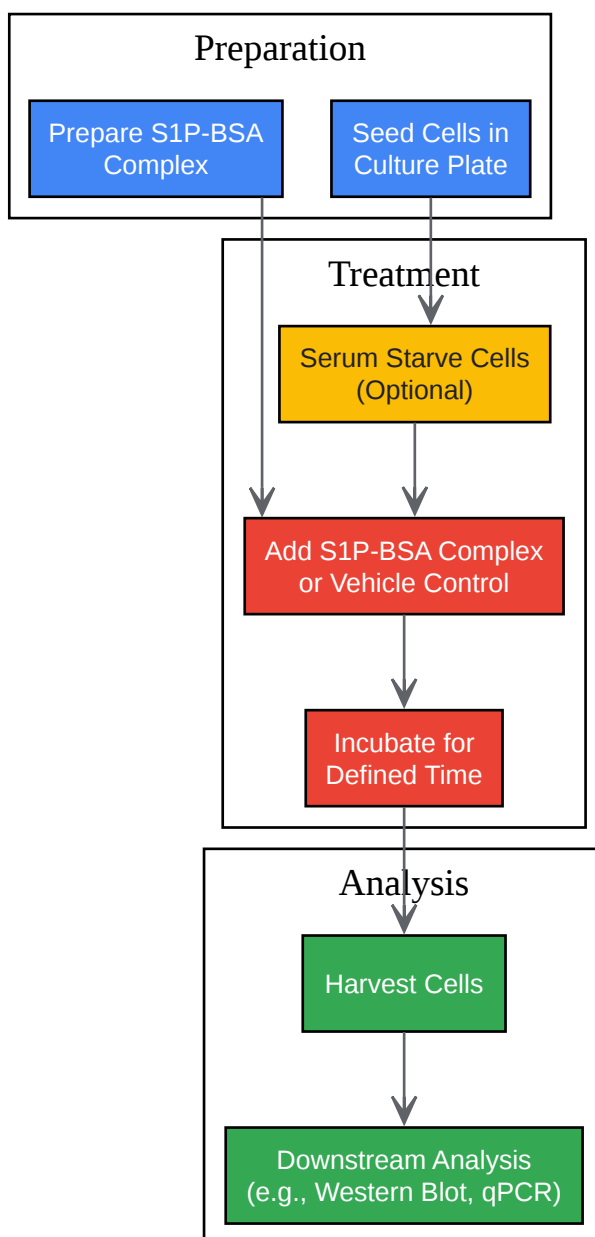 Preparation
Prepare S1P-BSA
Complex
Seed Cells in
Culture Plate
Treatment
Serum Starve Cells
(Optional)
Add S1P-BSA Complex
or Vehicle Control
Incubate for
Defined Time
Analysis
Harvest Cells
Downstream Analysis
(e.g., Western Blot, qPCR)